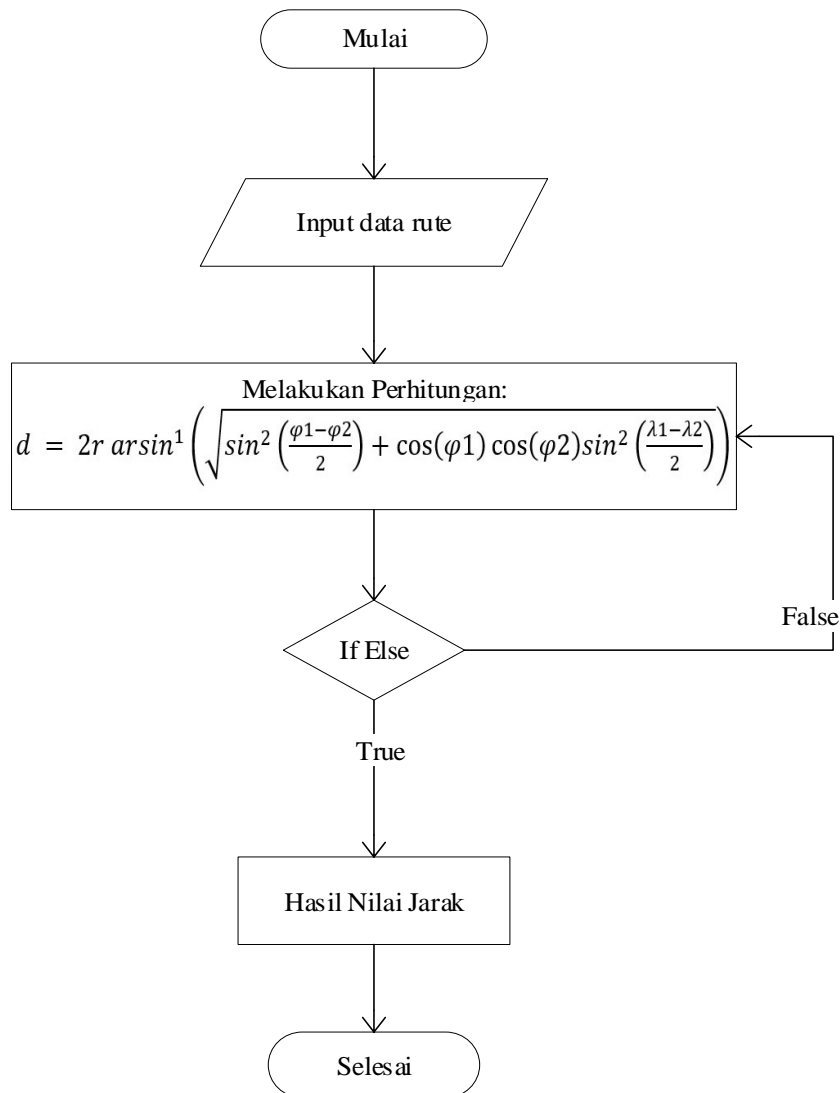 Mulai
Input data rute
Melakukan Perhitungan:
d = 2r arsin¹(√(sin²((φ1−φ2)/2) + cos(φ1) cos(φ2)sin²((λ1−λ2)/2)))
If Else
False
True
Hasil Nilai Jarak
Selesai